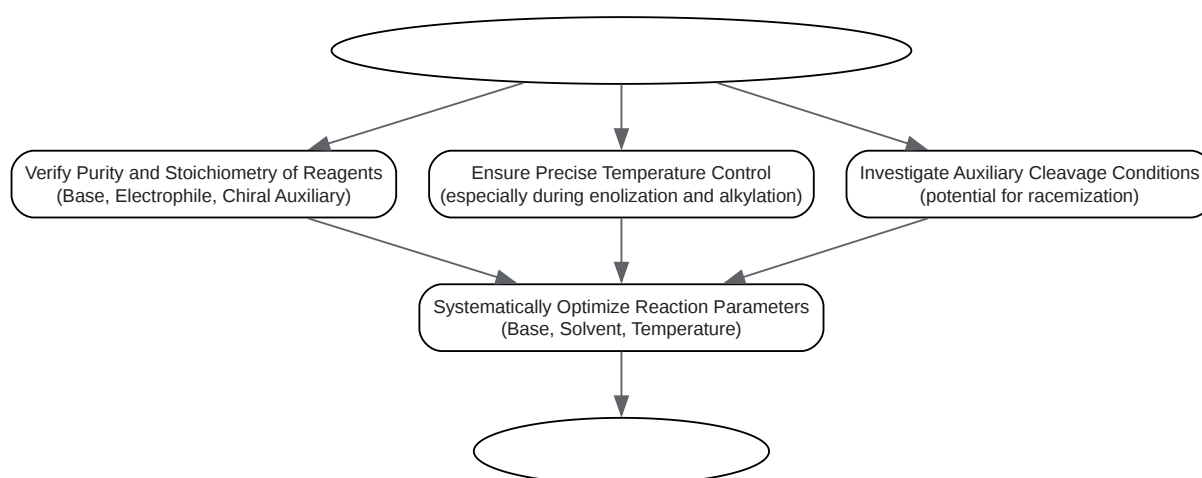 Verify Purity and Stoichiometry of Reagents
(Base, Electrophile, Chiral Auxiliary)
Ensure Precise Temperature Control
(especially during enolization and alkylation)
Investigate Auxiliary Cleavage Conditions
(potential for racemization)
Systematically Optimize Reaction Parameters
(Base, Solvent, Temperature)